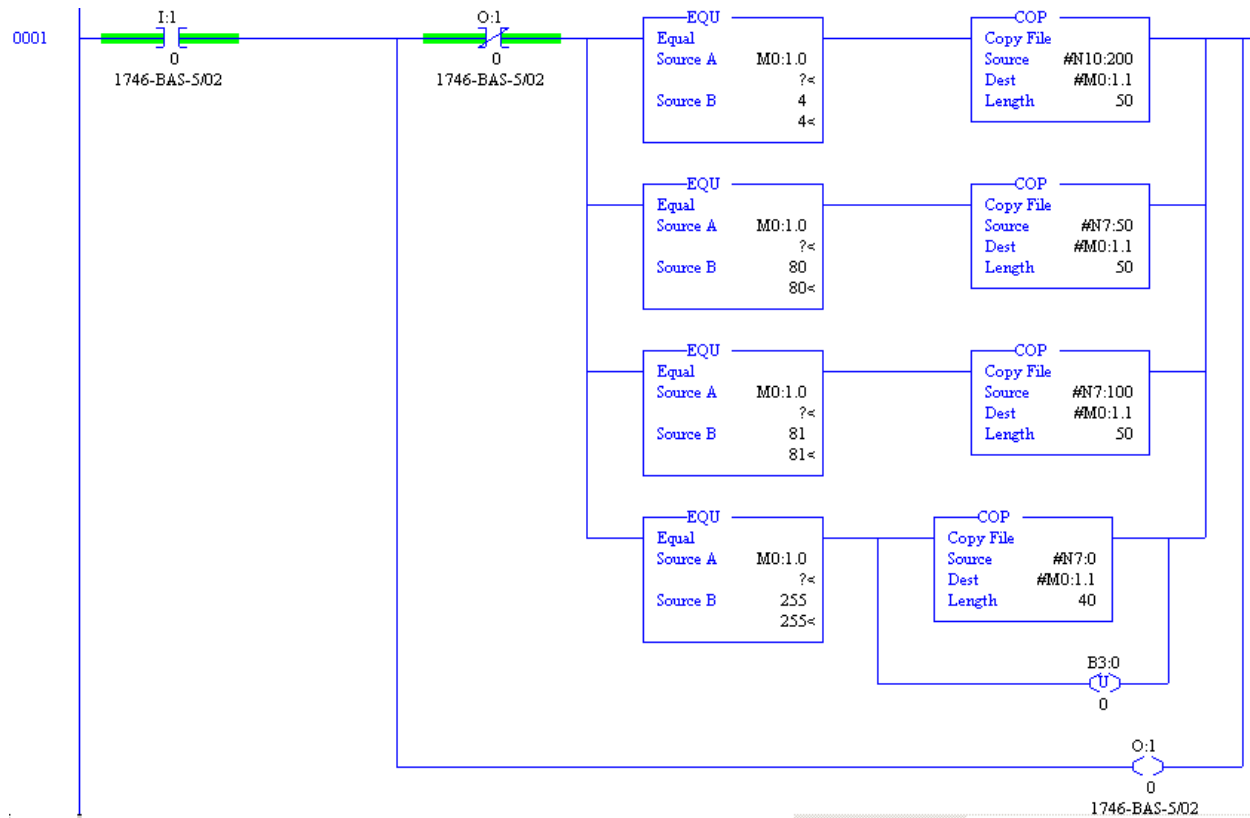 0001
I:1
0
1746-BAS-5/02
O:1
0
1746-BAS-5/02
EQU
Equal
Source A M0:1.0
?<
Source B 4
4<
COP
Copy File
Source #N10:200
Dest #M0:1.1
Length 50
EQU
Equal
Source A M0:1.0
?<
Source B 80
80<
COP
Copy File
Source #N7:50
Dest #M0:1.1
Length 50
EQU
Equal
Source A M0:1.0
?<
Source B 81
81<
COP
Copy File
Source #N7:100
Dest #M0:1.1
Length 50
EQU
Equal
Source A M0:1.0
?<
Source B 255
255<
COP
Copy File
Source #N7:0
Dest #M0:1.1
Length 40
B3:0
U
0
O:1
0
1746-BAS-5/02